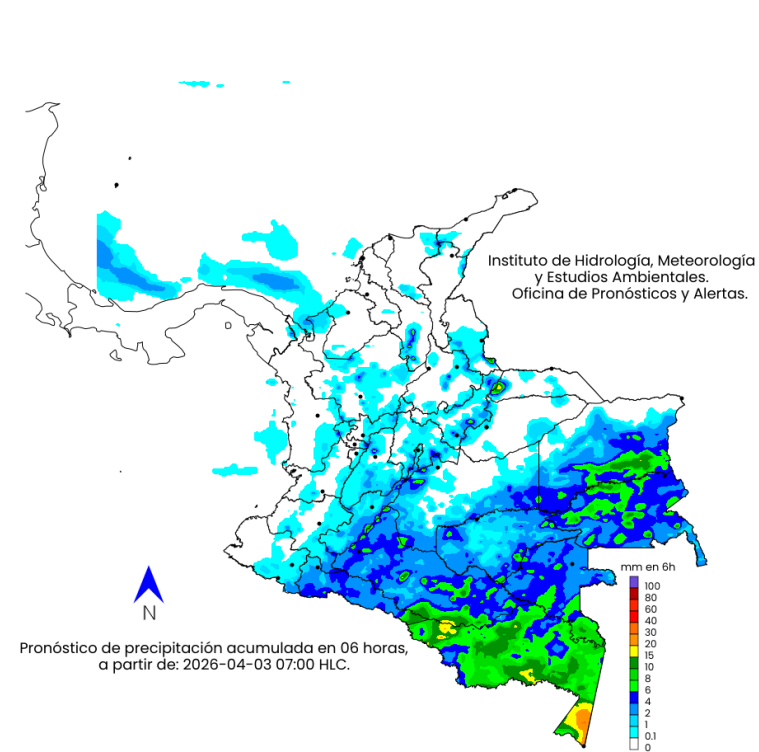 Instituto de Hidrología, Meteorología
y Estudios Ambientales.
Oficina de Pronósticos y Alertas.
mm en 6h
100
80
60
40
30
20
15
10
8
6
4
2
1
0.1
0
N
Pronóstico de precipitación acumulada en 06 horas,
a partir de: 2026-04-03 07:00 HLC.